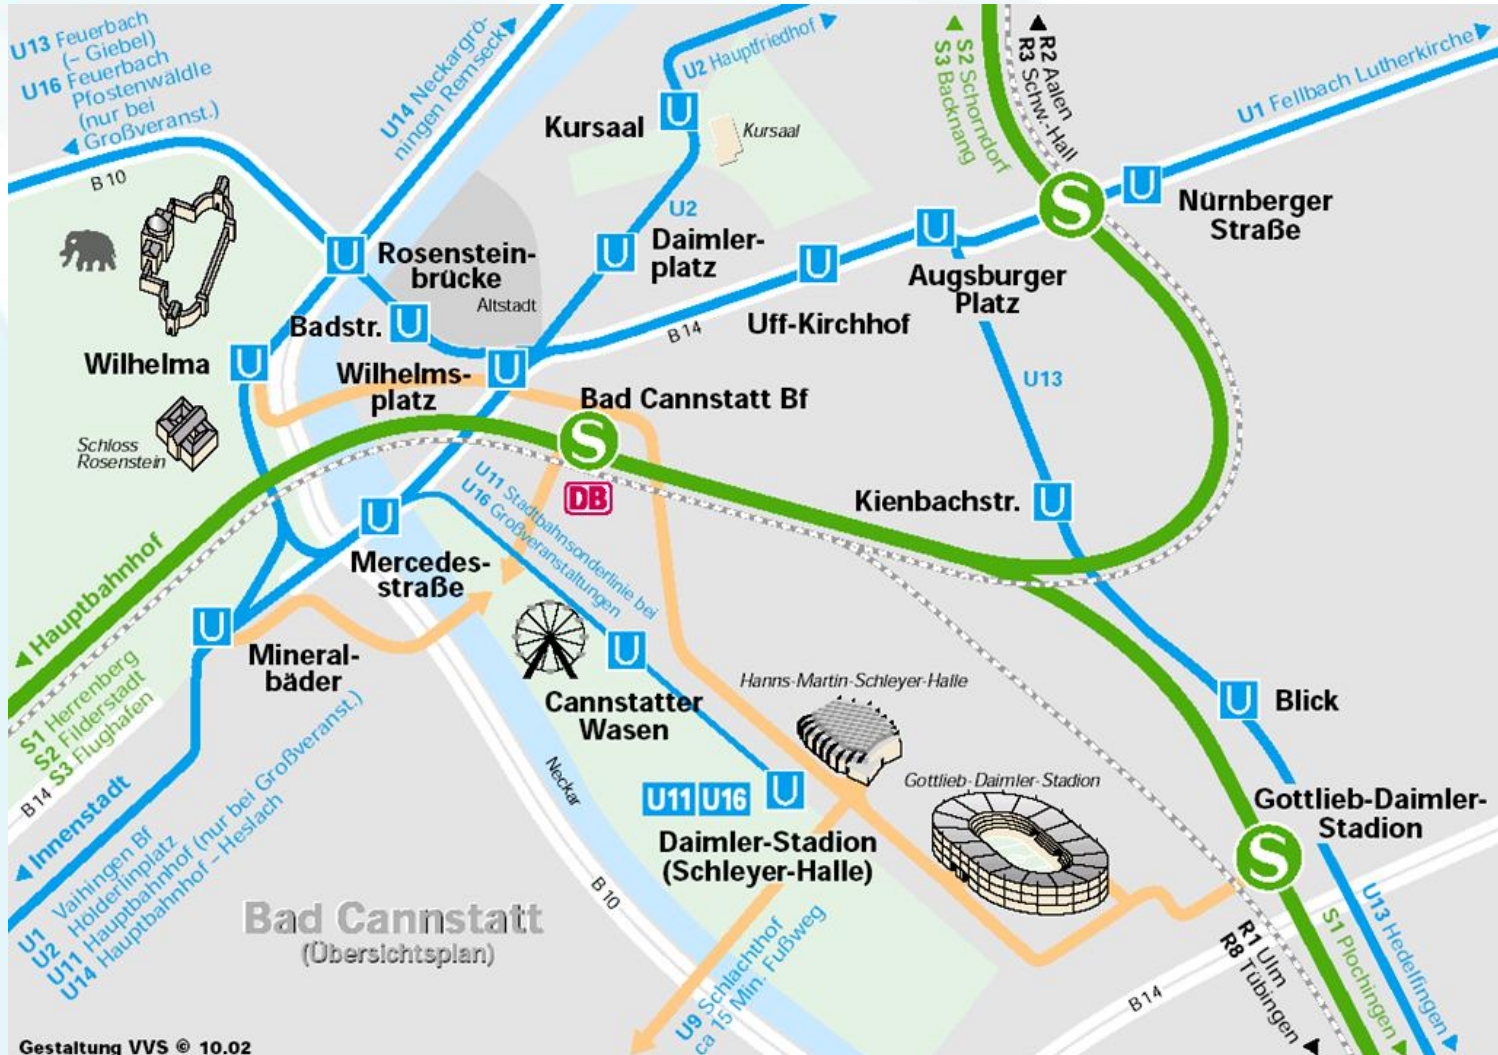 U13 Feuerbach
(– Giebel)
U16 Feuerbach
Pfostenwäldle
(nur bei
Großveranst.)
B 10
U14 Neckargrö-
ningen Remseck
U2 Hauptfriedhof
U
Kursaal
Kursaal
S2 Schorndorf
S3 Backnang
R2 Aalen
R3 Schw.-Hall
U1 Fellbach Lutherkirche
S
U
Nürnberger
Straße
U2
U
Daimler-
platz
U
Rosenstein-
brücke
Altstadt
U
Uff-Kirchhof
U
Augsburger
Platz
Badstr.
U
B 14
Wilhelma
U
Wilhelms-
platz
U
Bad Cannstatt Bf
S
DB
U13
Schloss
Rosenstein
U11 Stadtbahnsonderlinie bei
U16 Großveranstaltungen
Kienbachstr.
U
U
Mercedes-
straße
Hauptbahnhof
S1 Herrenberg
S2 Filderstadt
S3 Flughafen
B 14
U
Mineral-
bäder
U
Cannstatter
Wasen
Hanns-Martin-Schleyer-Halle
U
Blick
Neckar
Gottlieb-Daimler-Stadion
U11 U16
U
Daimler-Stadion
(Schleyer-Halle)
Gottlieb-Daimler-
Stadion
S
Innenstadt
U1 Vaihingen Bf
U2 Hölderlinplatz
U11 Hauptbahnhof (nur bei Großveranst.)
U14 Hauptbahnhof – Heslach
B 10
Bad Cannstatt
(Übersichtsplan)
U9 Schlachthof
ca 15 Min. Fußweg
B 14
R1 Ulm
R8 Tübingen
S1 Plochingen
U13 Hedelfingen
Gestaltung VVS © 10.02